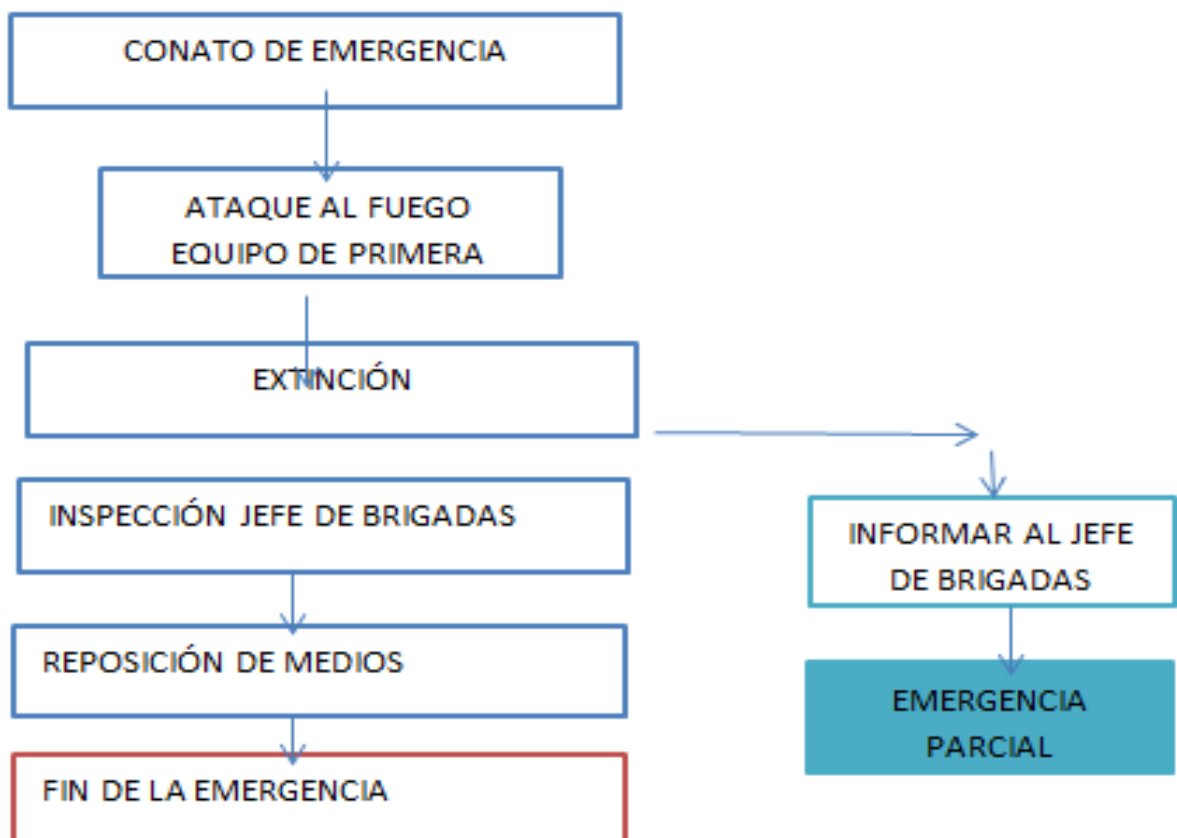 CONATO DE EMERGENCIA
ATAQUE AL FUEGO
EQUIPO DE PRIMERA
EXTINCIÓN
INSPECCIÓN JEFE DE BRIGADAS
REPOSICIÓN DE MEDIOS
FIN DE LA EMERGENCIA
INFORMAR AL JEFE
DE BRIGADAS
EMERGENCIA
PARCIAL